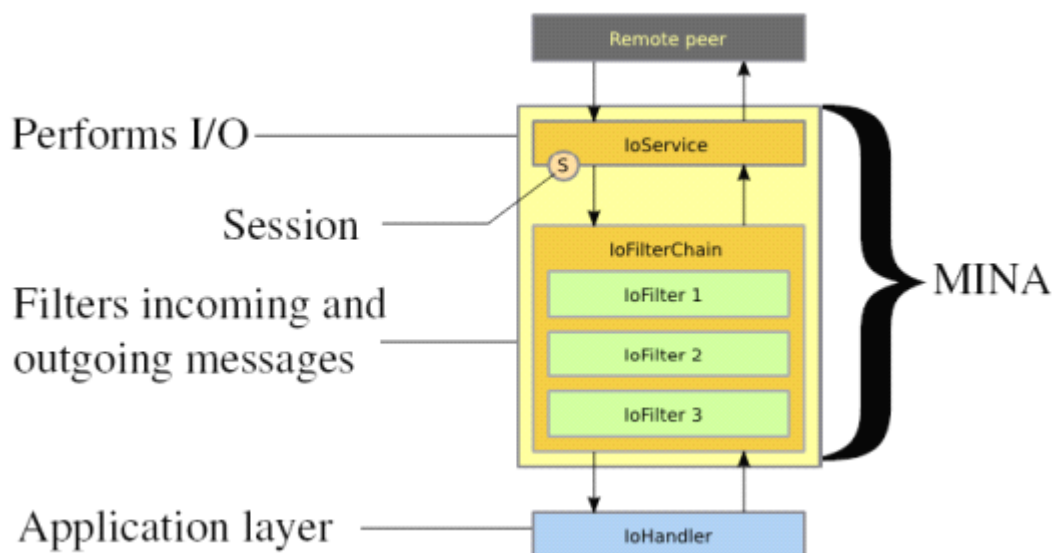 Remote peer
Performs I/O
IoService
S
Session
IoFilterChain
MINA
Filters incoming and
outgoing messages
IoFilter 1
IoFilter 2
IoFilter 3
Application layer
IoHandler